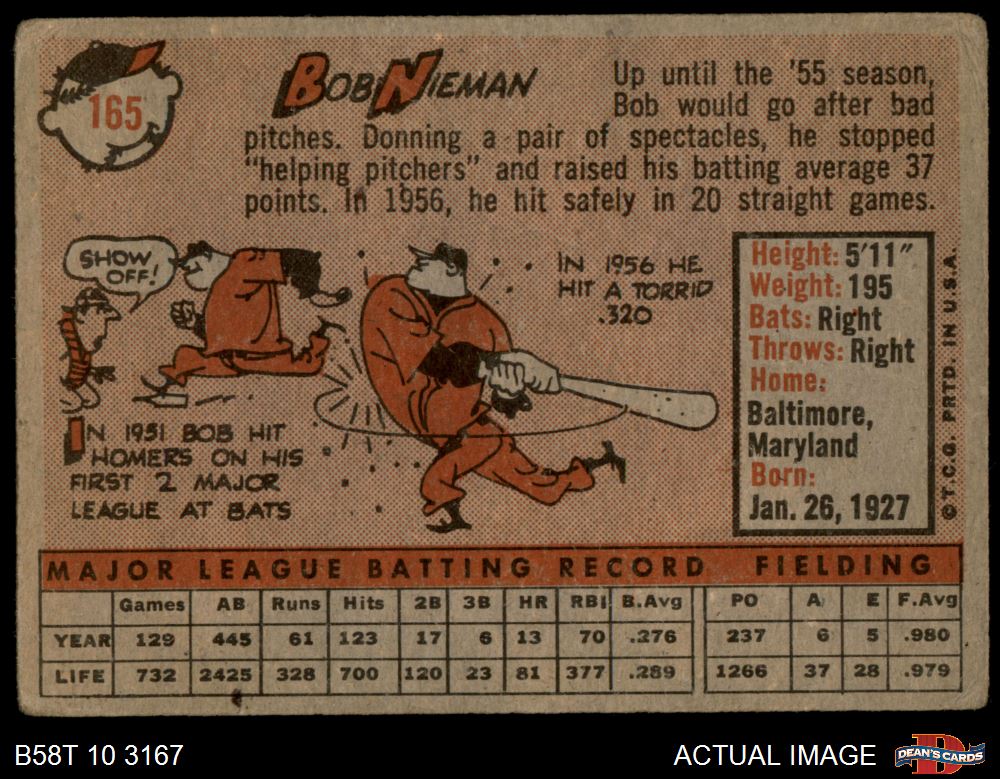 165
BOB NIEMAN
Up until the '55 season,
Bob would go after bad
pitches. Donning a pair of spectacles, he stopped
"helping pitchers" and raised his batting average 37
points. In 1956, he hit safely in 20 straight games.
SHOW
OFF!
IN 1951 BOB HIT
HOMERS ON HIS
FIRST 2 MAJOR
LEAGUE AT BATS
IN 1956 HE
HIT A TORRID
.320
Height: 5'11"
Weight: 195
Bats: Right
Throws: Right
Home:
Baltimore,
Maryland
Born:
Jan. 26, 1927
© T.C.G. PRTD. IN U.S.A.
MAJOR LEAGUE BATTING RECORD FIELDING
Games AB Runs Hits 2B 3B HR RBI B.Avg PO A E F.Avg
YEAR 129 445 61 123 17 6 13 70 .276 237 6 5 .980
LIFE 732 2425 328 700 120 23 81 377 .289 1266 37 28 .979
B58T 10 3167
ACTUAL IMAGE
D
DEAN'S CARDS